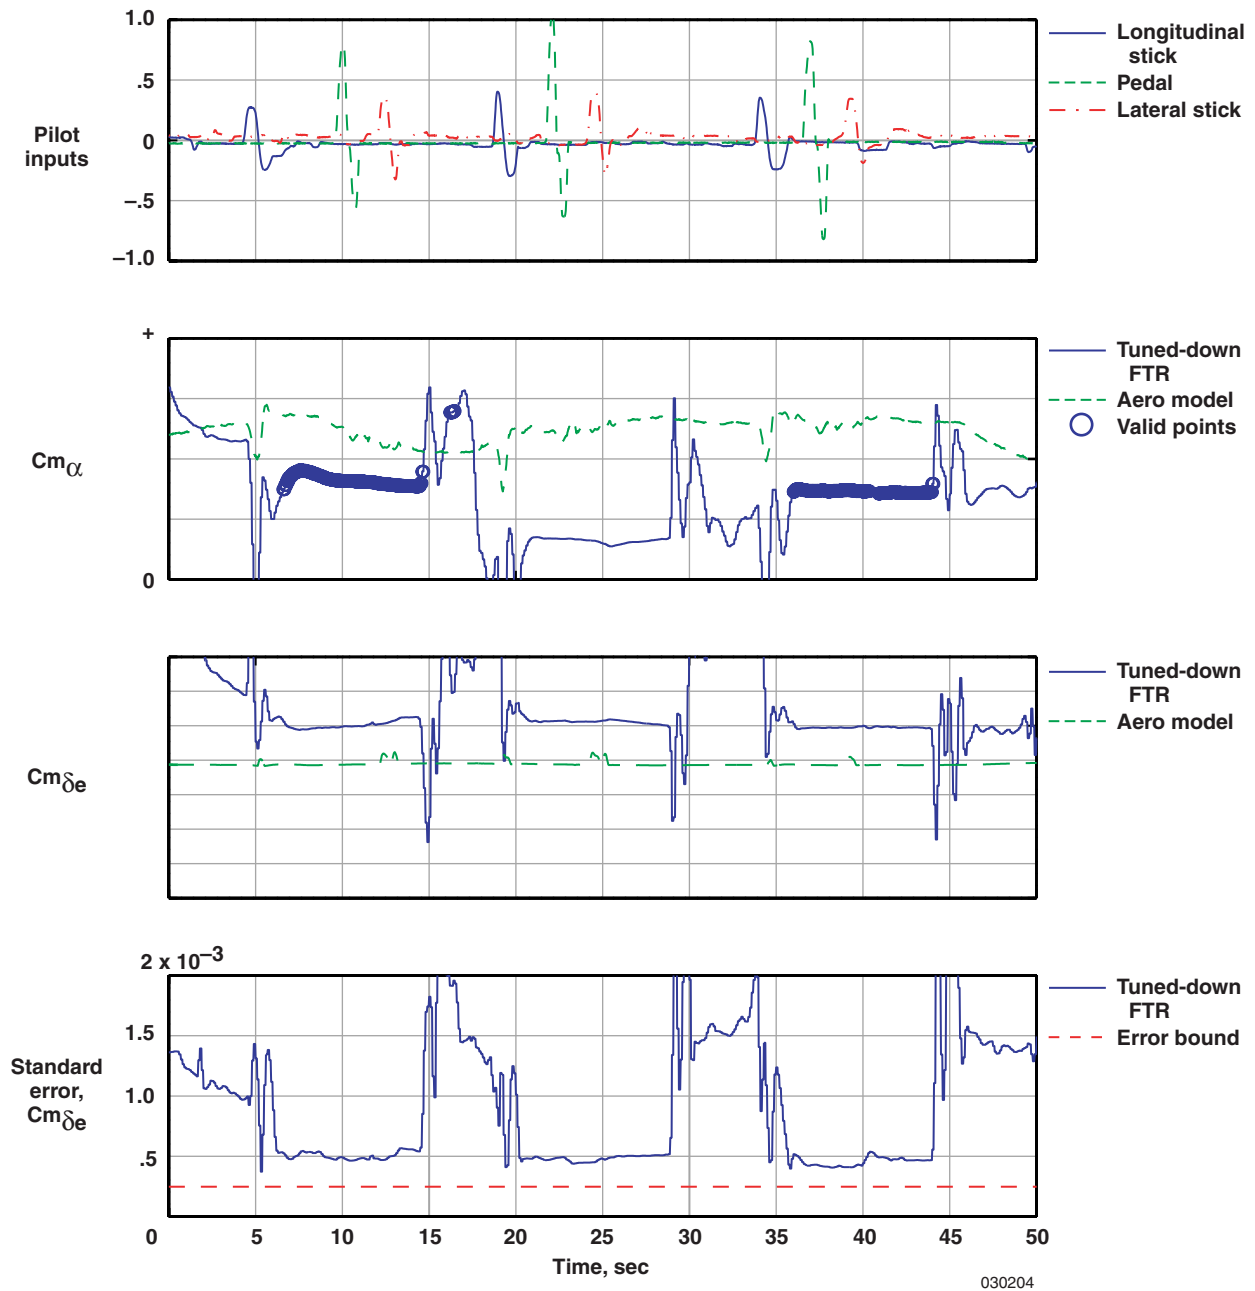 1.0
.5
0
–.5
–1.0
Pilot
inputs
Longitudinal
stick
Pedal
Lateral stick
+
0
Cmα
Tuned-down
FTR
Aero model
Valid points
Cmδe
Tuned-down
FTR
Aero model
2 x 10–3
1.5
1.0
.5
0
Standard
error,
Cmδe
Tuned-down
FTR
Error bound
5 10 15 20 25 30 35 40 45 50
Time, sec
030204